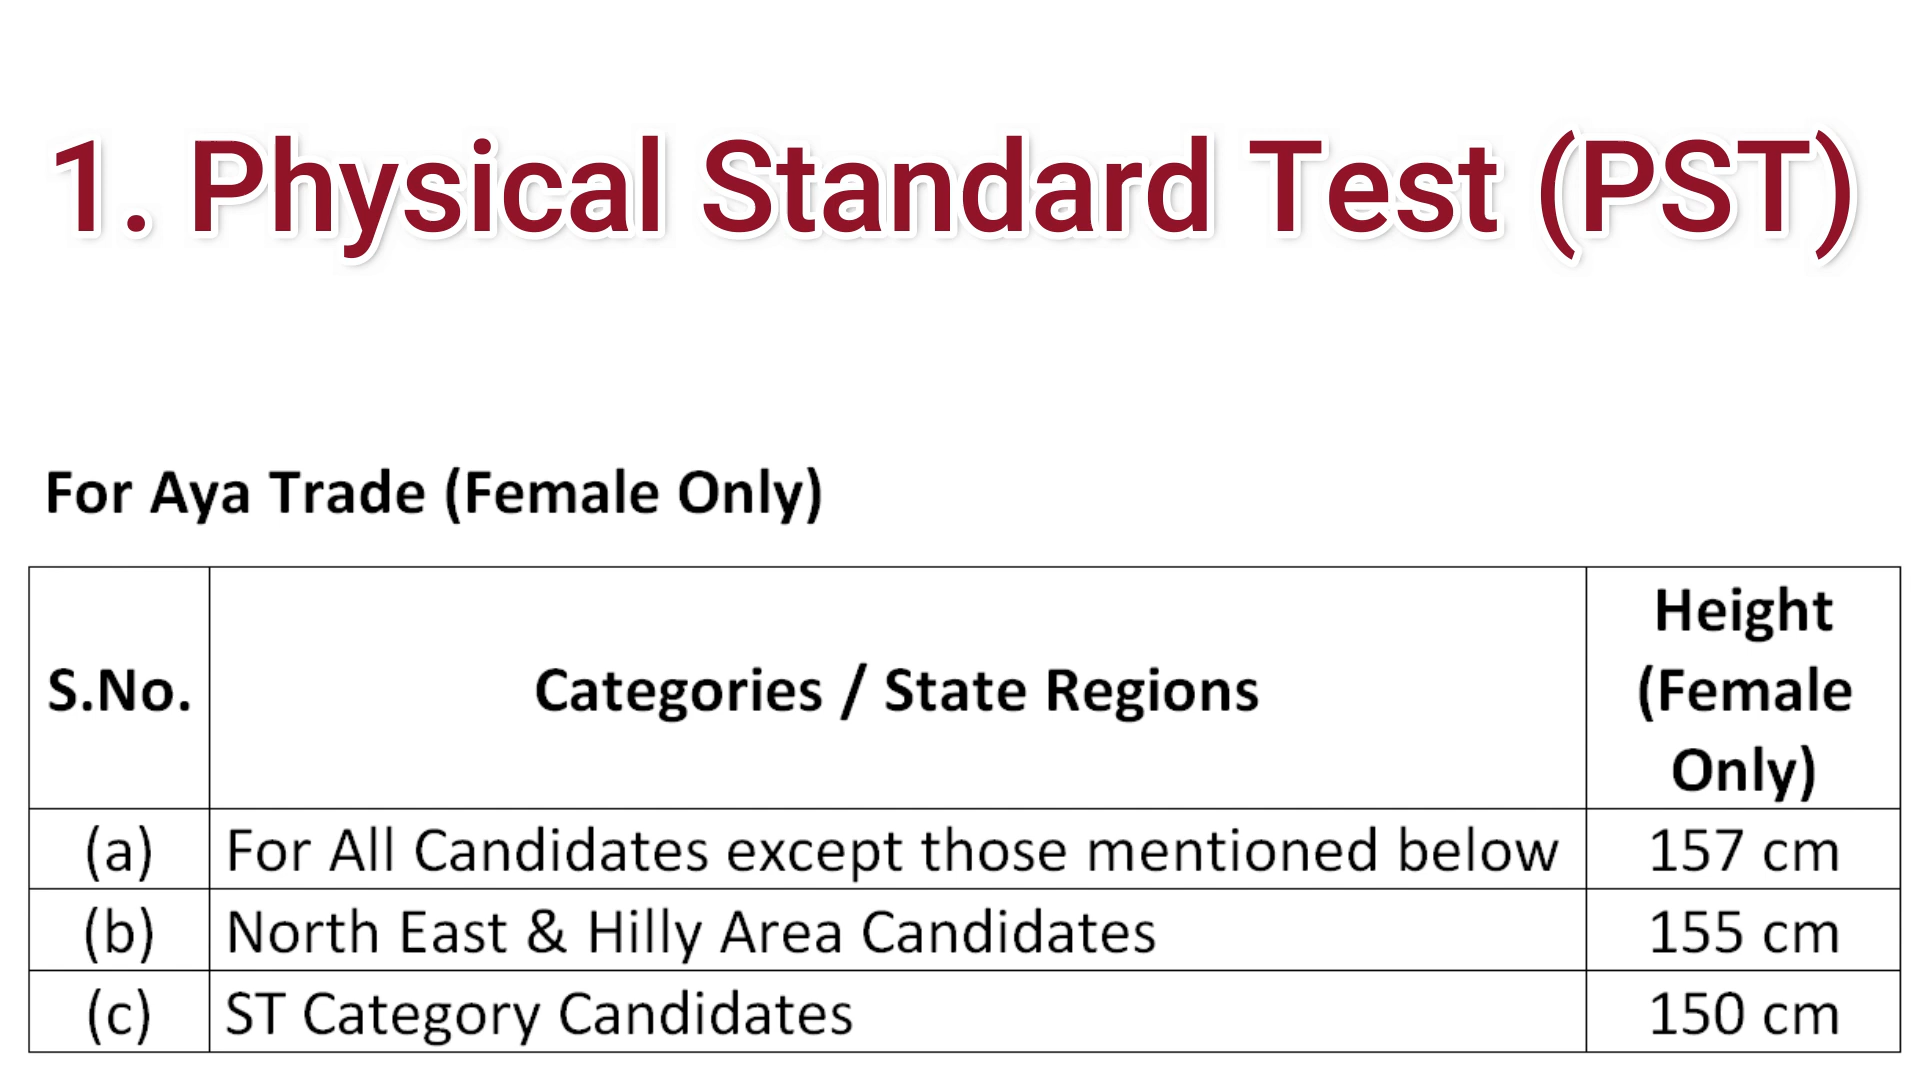 1. Physical Standard Test (PST)
For Aya Trade (Female Only)
S.No. Categories / State Regions Height (Female Only)
(a) For All Candidates except those mentioned below 157 cm
(b) North East & Hilly Area Candidates 155 cm
(c) ST Category Candidates 150 cm